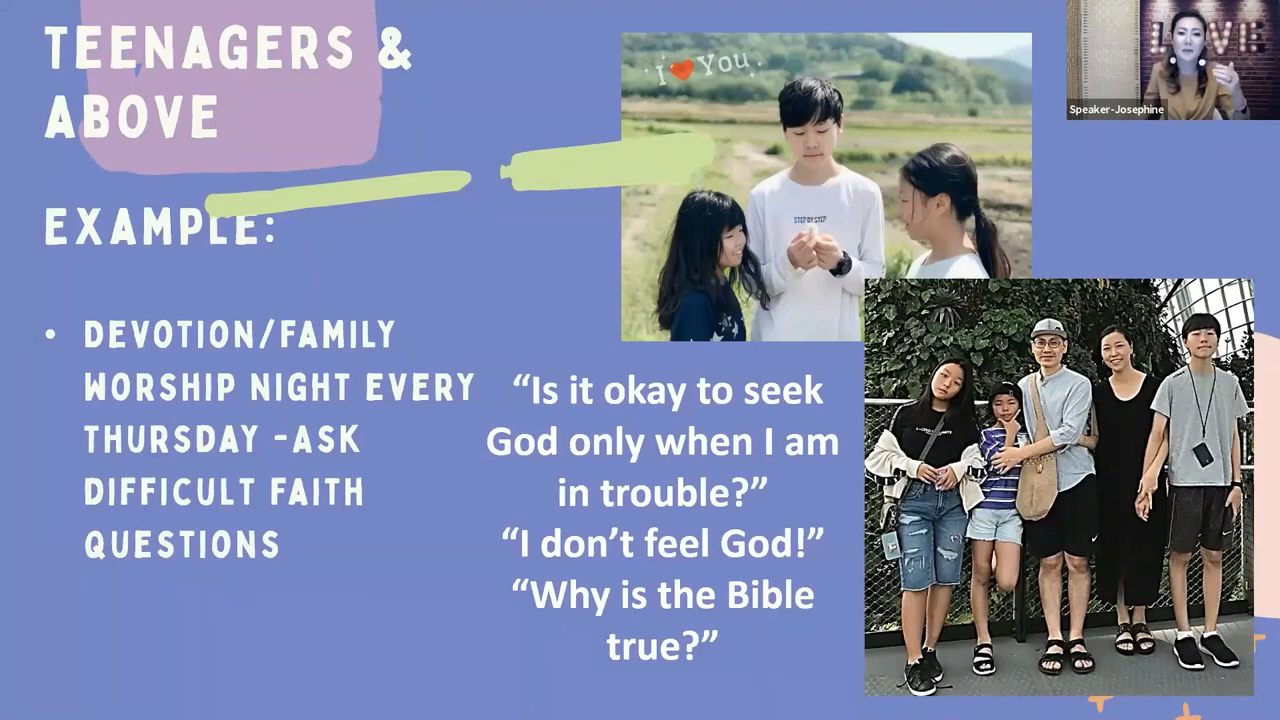 TEENAGERS &
ABOVE
EXAMPLE:
• DEVOTION/FAMILY
WORSHIP NIGHT EVERY
THURSDAY -ASK
DIFFICULT FAITH
QUESTIONS
I ❤ You
STEP BY STEP
“Is it okay to seek
God only when I am
in trouble?”
“I don’t feel God!”
“Why is the Bible
true?”
LOVE
Speaker-Josephine